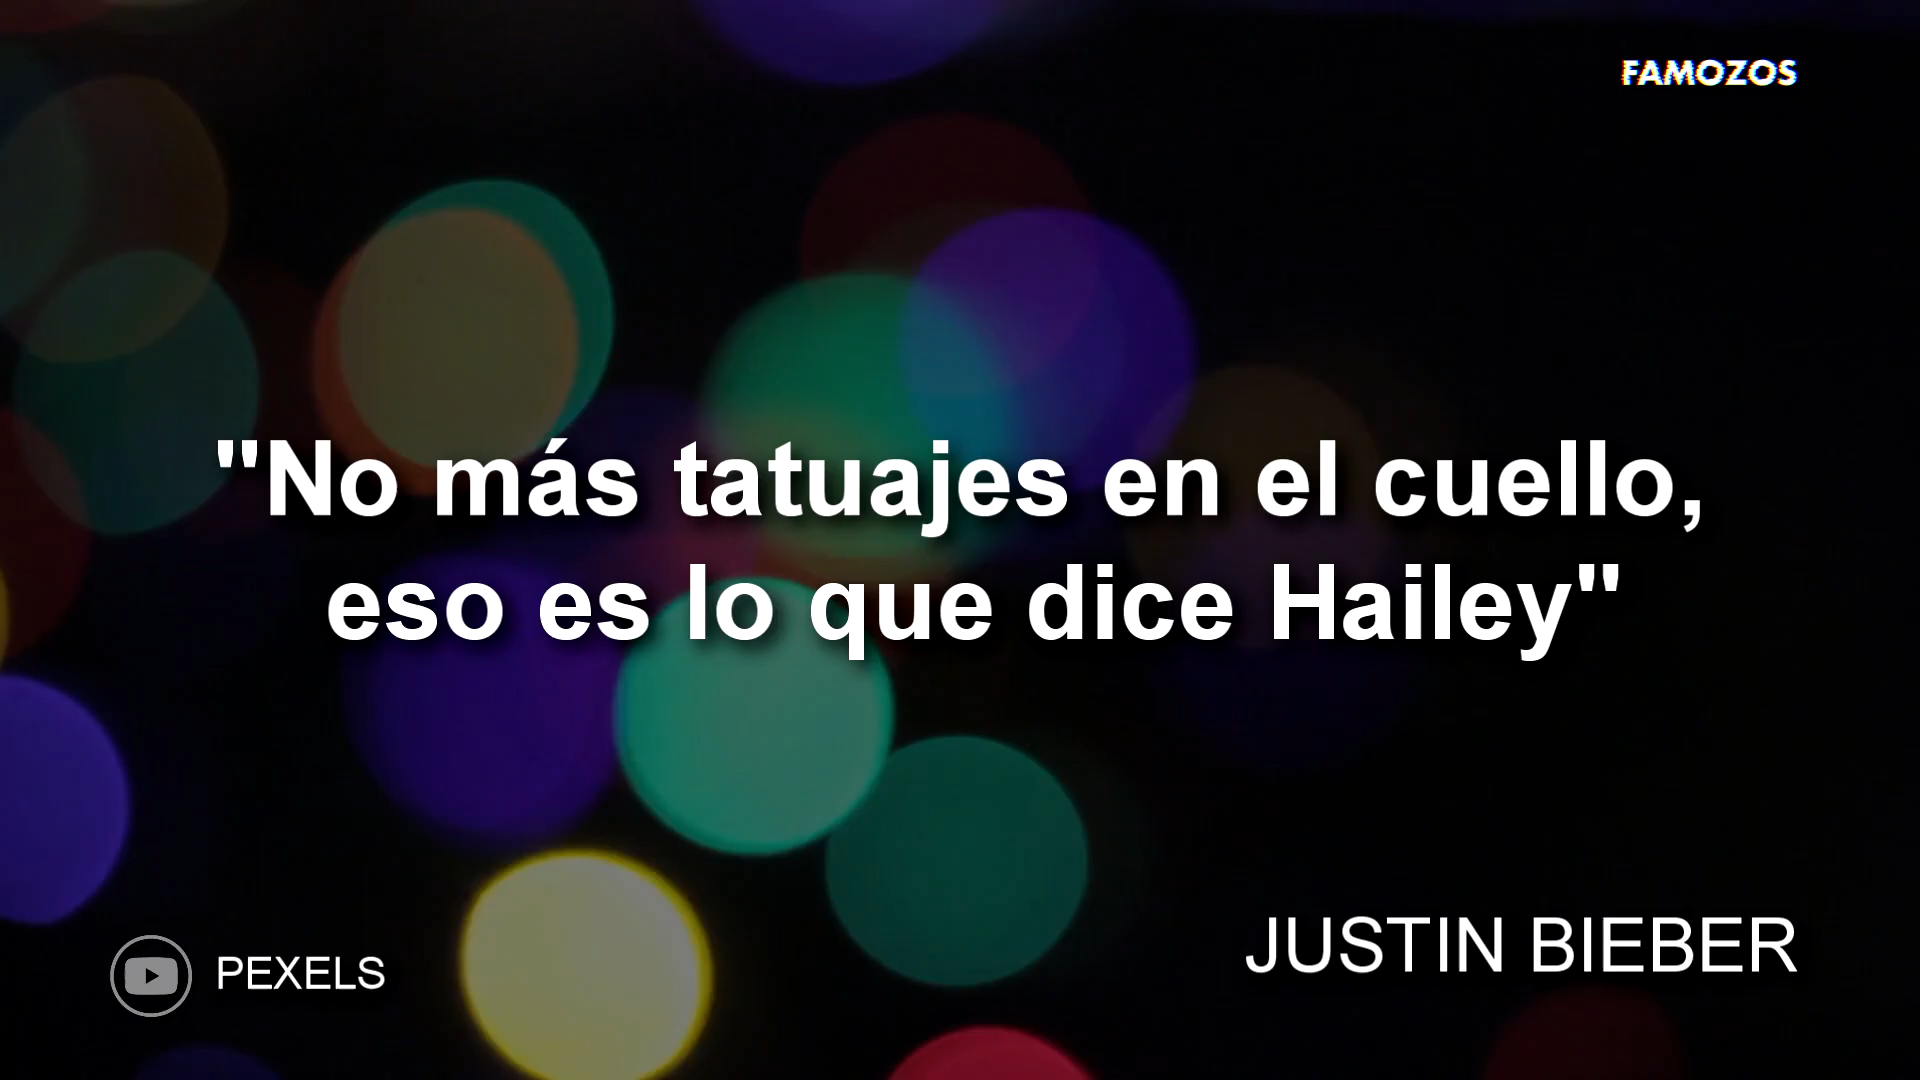 FAMOZOS
"No más tatuajes en el cuello,
eso es lo que dice Hailey"
JUSTIN BIEBER
PEXELS